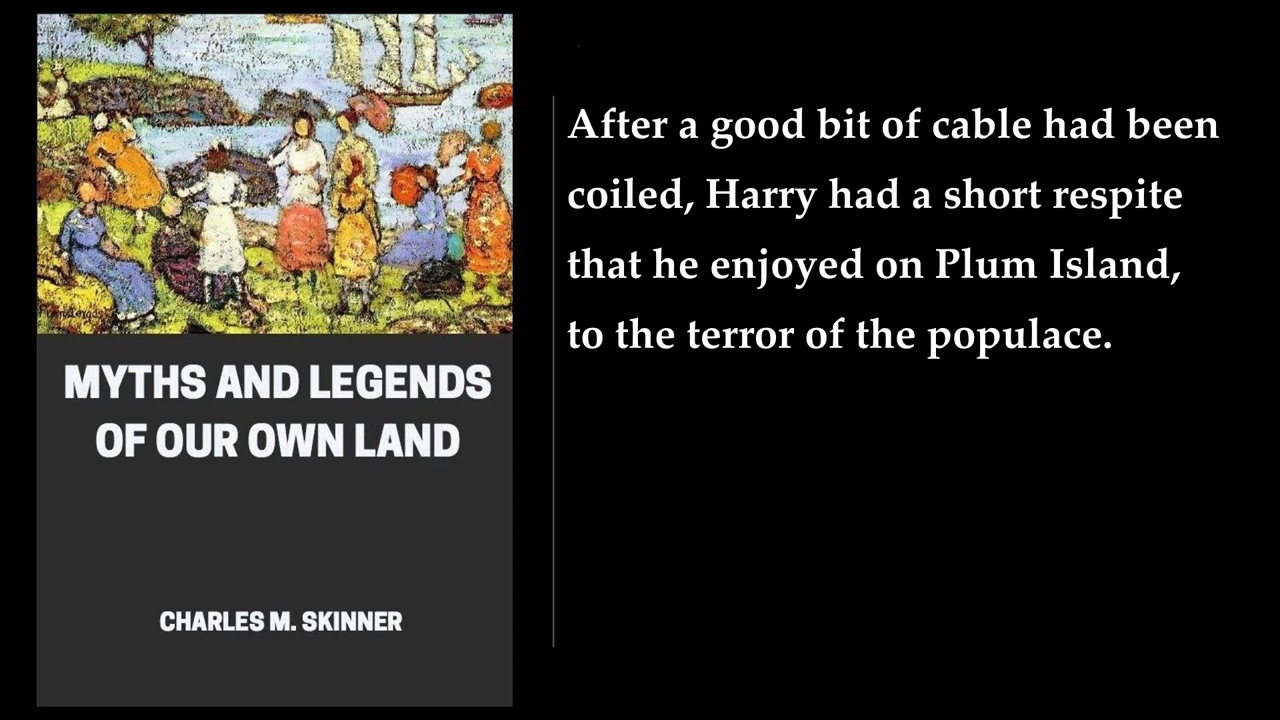 MYTHS AND LEGENDS
OF OUR OWN LAND
CHARLES M. SKINNER
After a good bit of cable had been
coiled, Harry had a short respite
that he enjoyed on Plum Island,
to the terror of the populace.